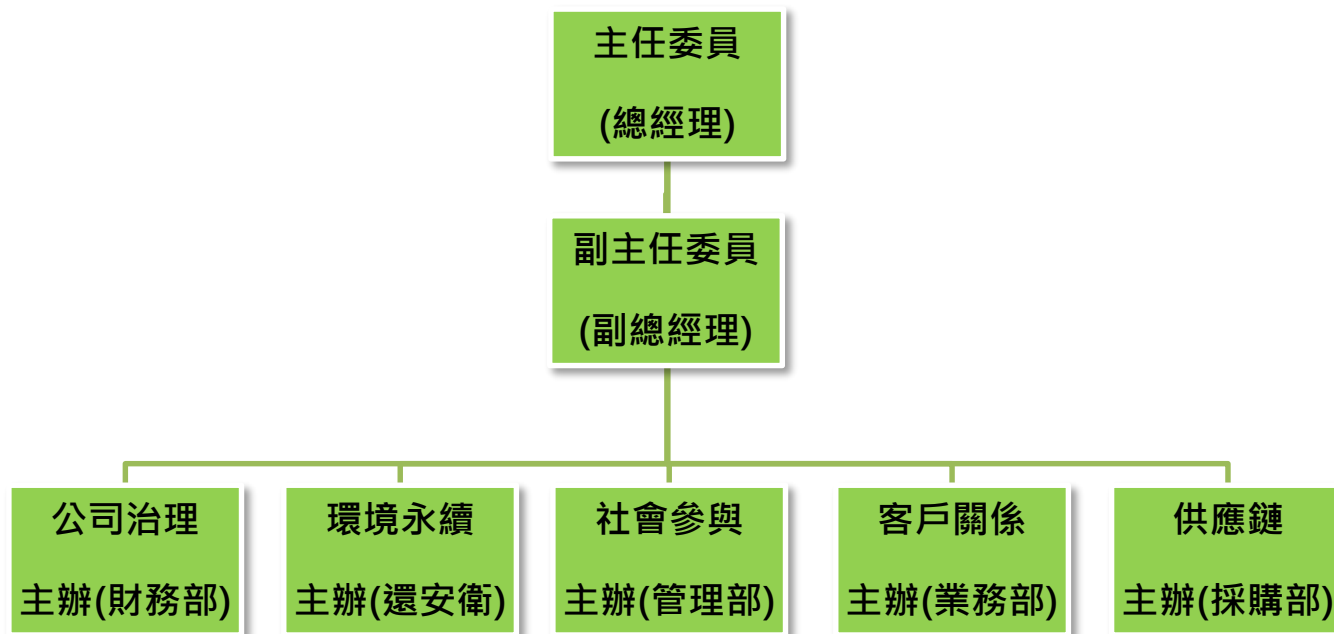 主任委員
(總經理)
副主任委員
(副總經理)
公司治理
主辦(財務部)
環境永續
主辦(還安衛)
社會參與
主辦(管理部)
客戶關係
主辦(業務部)
供應鏈
主辦(採購部)